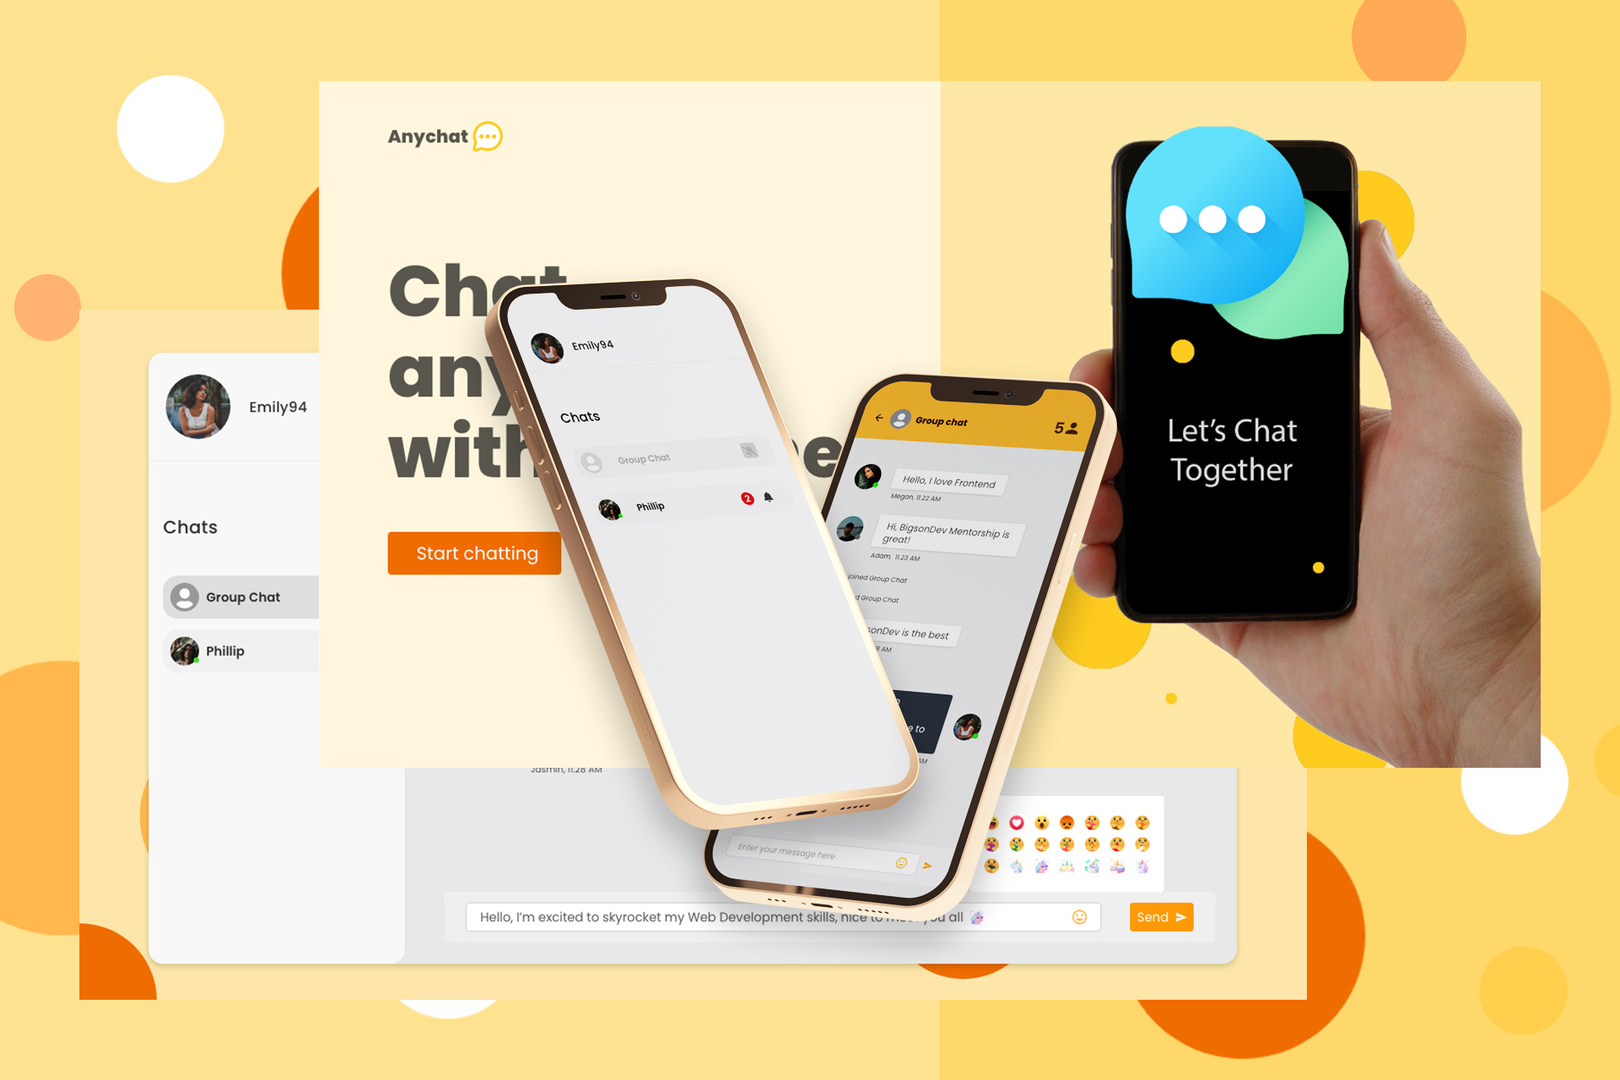 Anychat
Chat
any
with
ne
Start chatting
Emily94
Chats
Group Chat
Phillip
Emily94
Chats
Group Chat
Phillip
2
Group chat
5
Hello, I love Frontend
Megan, 11.22 AM
Hi, BigsonDev Mentorship is
great!
Adam, 11.23 AM
joined Group Chat
d Group Chat
sonDev is the best
8 AM
e to
AM
Enter your message here
Let's Chat
Together
Jasmin, 11.28 AM
Hello, I'm excited to skyrocket my Web Development skills, nice to you all
Send